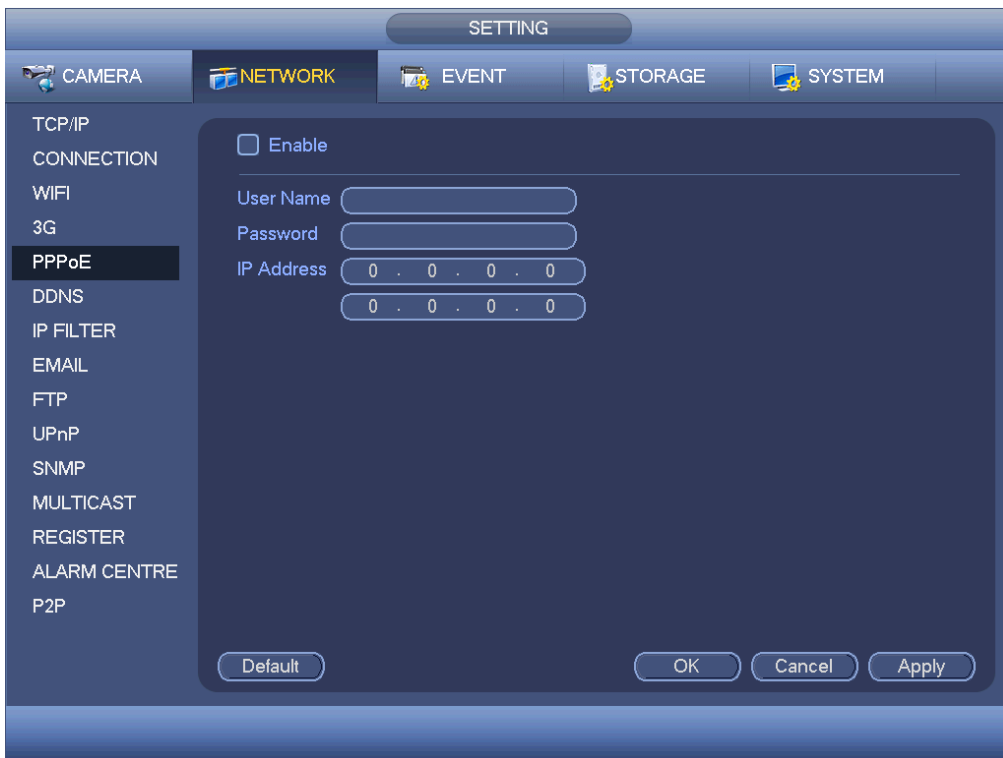 SETTING
CAMERA NETWORK EVENT STORAGE SYSTEM
TCP/IP
CONNECTION
WIFI
3G
PPPoE
DDNS
IP FILTER
EMAIL
FTP
UPnP
SNMP
MULTICAST
REGISTER
ALARM CENTRE
P2P
Enable
User Name
Password
IP Address 0 . 0 . 0 . 0
0 . 0 . 0 . 0
Default OK Cancel Apply